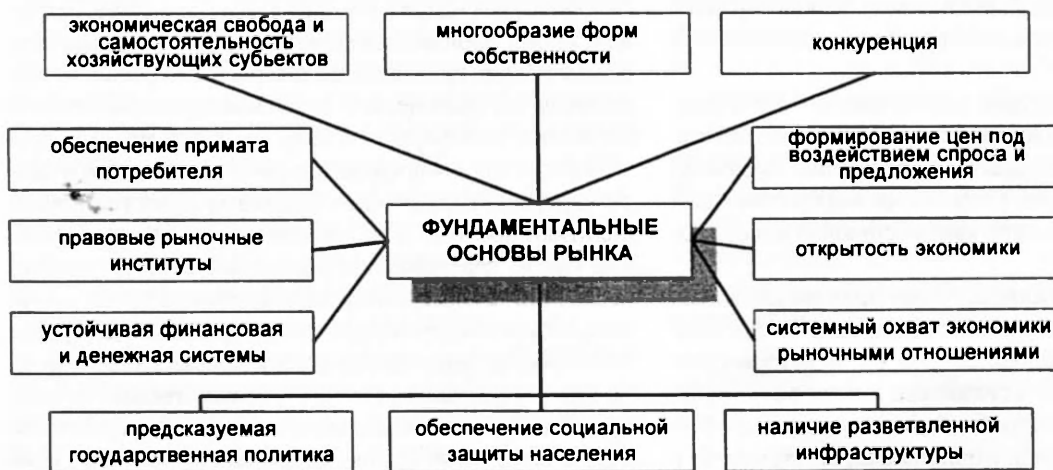 экономическая свобода и
самостоятельность
хозяйствующих субъектов
многообразие форм
собственности
конкуренция
обеспечение примата
потребителя
формирование цен под
воздействием спроса и
предложения
ФУНДАМЕНТАЛЬНЫЕ
ОСНОВЫ РЫНКА
правовые рыночные
институты
открытость экономики
устойчивая финансовая
и денежная системы
системный охват экономики
рыночными отношениями
предсказуемая
государственная политика
обеспечение социальной
защиты населения
наличие разветвленной
инфраструктуры